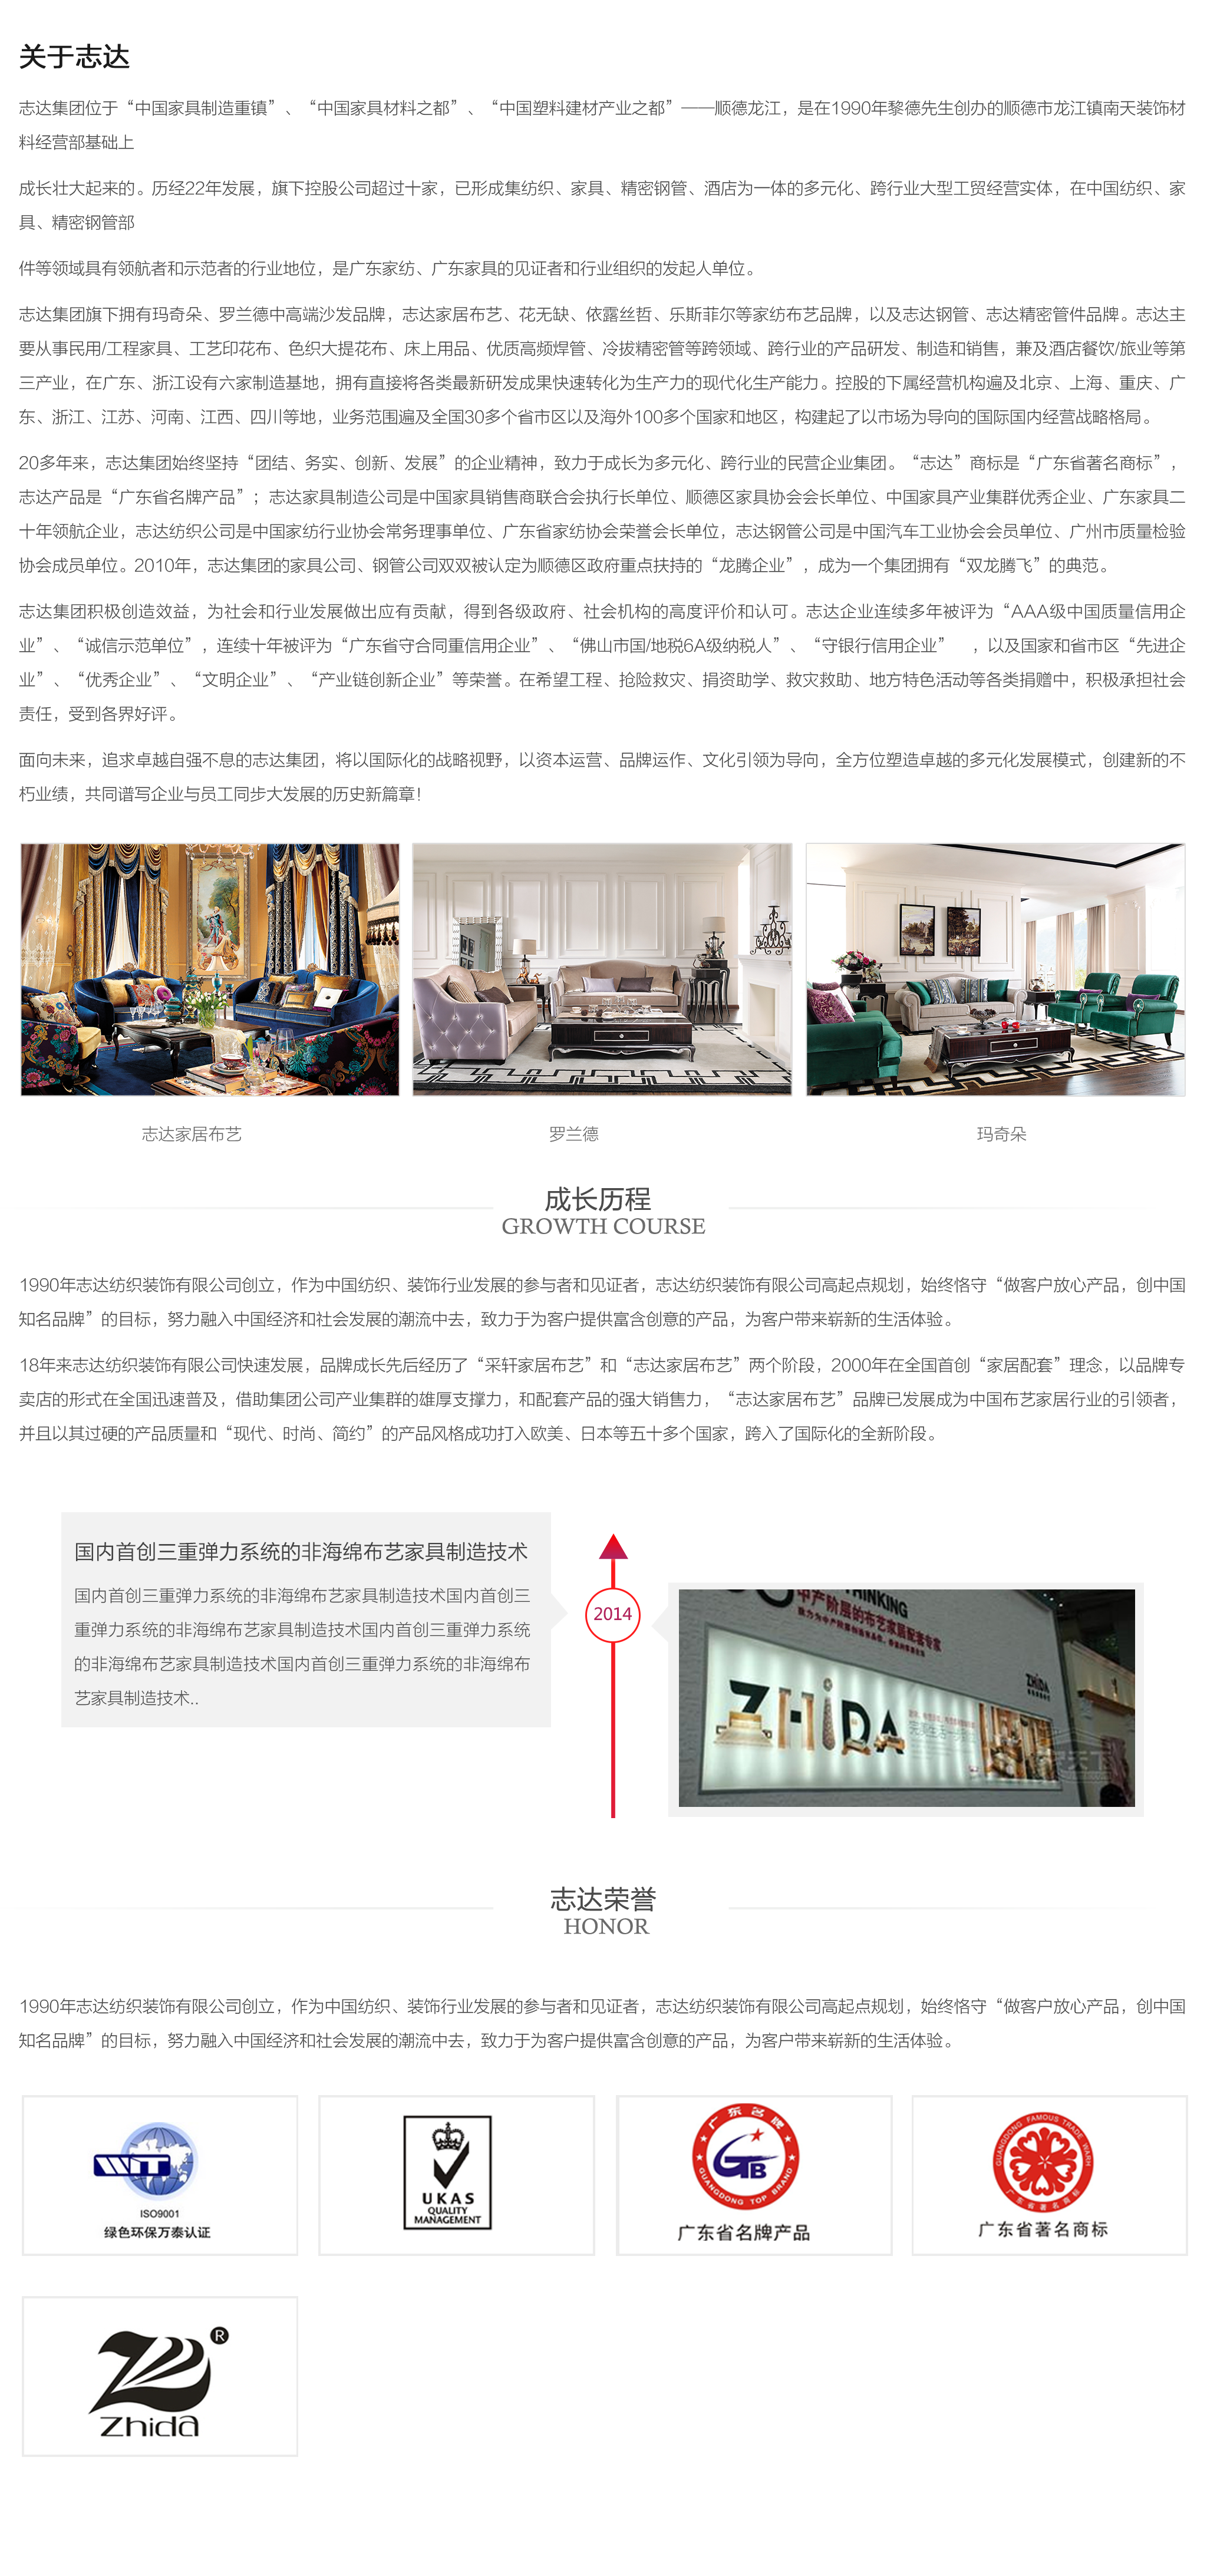 关于志达
志达集团位于“中国家具制造重镇”、“中国家具材料之都”、“中国塑料建材产业之都”——顺德龙江，是在1990年黎德先生创办的顺德市龙江镇南天装饰材
料经营部基础上
成长壮大起来的。历经22年发展，旗下控股公司超过十家，已形成集纺织、家具、精密钢管、酒店为一体的多元化、跨行业大型工贸经营实体，在中国纺织、家
具、精密钢管部
件等领域具有领航者和示范者的行业地位，是广东家纺、广东家具的见证者和行业组织的发起人单位。
志达集团旗下拥有玛奇朵、罗兰德中高端沙发品牌，志达家居布艺、花无缺、依露丝哲、乐斯菲尔等家纺布艺品牌，以及志达钢管、志达精密管件品牌。志达主
要从事民用/工程家具、工艺印花布、色织大提花布、床上用品、优质高频焊管、冷拔精密管等跨领域、跨行业的产品研发、制造和销售，兼及酒店餐饮/旅业等第
三产业，在广东、浙江设有六家制造基地，拥有直接将各类最新研发成果快速转化为生产力的现代化生产能力。控股的下属经营机构遍及北京、上海、重庆、广
东、浙江、江苏、河南、江西、四川等地，业务范围遍及全国30多个省市区以及海外100多个国家和地区，构建起了以市场为导向的国际国内经营战略格局。
20多年来，志达集团始终坚持“团结、务实、创新、发展”的企业精神，致力于成长为多元化、跨行业的民营企业集团。“志达”商标是“广东省著名商标”，
志达产品是“广东省名牌产品”；志达家具制造公司是中国家具销售商联合会执行长单位、顺德区家具协会会长单位、中国家具产业集群优秀企业、广东家具二
十年领航企业，志达纺织公司是中国家纺行业协会常务理事单位、广东省家纺协会荣誉会长单位，志达钢管公司是中国汽车工业协会会员单位、广州市质量检验
协会成员单位。2010年，志达集团的家具公司、钢管公司双双被认定为顺德区政府重点扶持的“龙腾企业”，成为一个集团拥有“双龙腾飞”的典范。
志达集团积极创造效益，为社会和行业发展做出应有贡献，得到各级政府、社会机构的高度评价和认可。志达企业连续多年被评为“AAA级中国质量信用企
业”、“诚信示范单位”，连续十年被评为“广东省守合同重信用企业”、“佛山市国/地税6A级纳税人”、“守银行信用企业”　，以及国家和省市区“先进企
业”、“优秀企业”、“文明企业”、“产业链创新企业”等荣誉。在希望工程、抢险救灾、捐资助学、救灾救助、地方特色活动等各类捐赠中，积极承担社会
责任，受到各界好评。
面向未来，追求卓越自强不息的志达集团，将以国际化的战略视野，以资本运营、品牌运作、文化引领为导向，全方位塑造卓越的多元化发展模式，创建新的不
朽业绩，共同谱写企业与员工同步大发展的历史新篇章！
志达家居布艺
罗兰德
玛奇朵
成长历程
GROWTH COURSE
1990年志达纺织装饰有限公司创立，作为中国纺织、装饰行业发展的参与者和见证者，志达纺织装饰有限公司高起点规划，始终恪守“做客户放心产品，创中国
知名品牌”的目标，努力融入中国经济和社会发展的潮流中去，致力于为客户提供富含创意的产品，为客户带来崭新的生活体验。
18年来志达纺织装饰有限公司快速发展，品牌成长先后经历了“采轩家居布艺”和“志达家居布艺”两个阶段，2000年在全国首创“家居配套”理念，以品牌专
卖店的形式在全国迅速普及，借助集团公司产业集群的雄厚支撑力，和配套产品的强大销售力，“志达家居布艺”品牌已发展成为中国布艺家居行业的引领者，
并且以其过硬的产品质量和“现代、时尚、简约”的产品风格成功打入欧美、日本等五十多个国家，跨入了国际化的全新阶段。
国内首创三重弹力系统的非海绵布艺家具制造技术
国内首创三重弹力系统的非海绵布艺家具制造技术国内首创三
重弹力系统的非海绵布艺家具制造技术国内首创三重弹力系统
的非海绵布艺家具制造技术国内首创三重弹力系统的非海绵布
艺家具制造技术..
2014
THINKING
中产阶层的布艺家居配套专家
ZHIDA
ZHIDA
志达荣誉
HONOR
1990年志达纺织装饰有限公司创立，作为中国纺织、装饰行业发展的参与者和见证者，志达纺织装饰有限公司高起点规划，始终恪守“做客户放心产品，创中国
知名品牌”的目标，努力融入中国经济和社会发展的潮流中去，致力于为客户提供富含创意的产品，为客户带来崭新的生活体验。
WIT
ISO9001
绿色环保万泰认证
UKAS
QUALITY
MANAGEMENT
广东名牌
GB
GUANGDONG TOP BRAND
广东省名牌产品
GUANGDONG FAMOUS TRADE WARH
广东省著名商标
广东省著名商标
R
Zhida